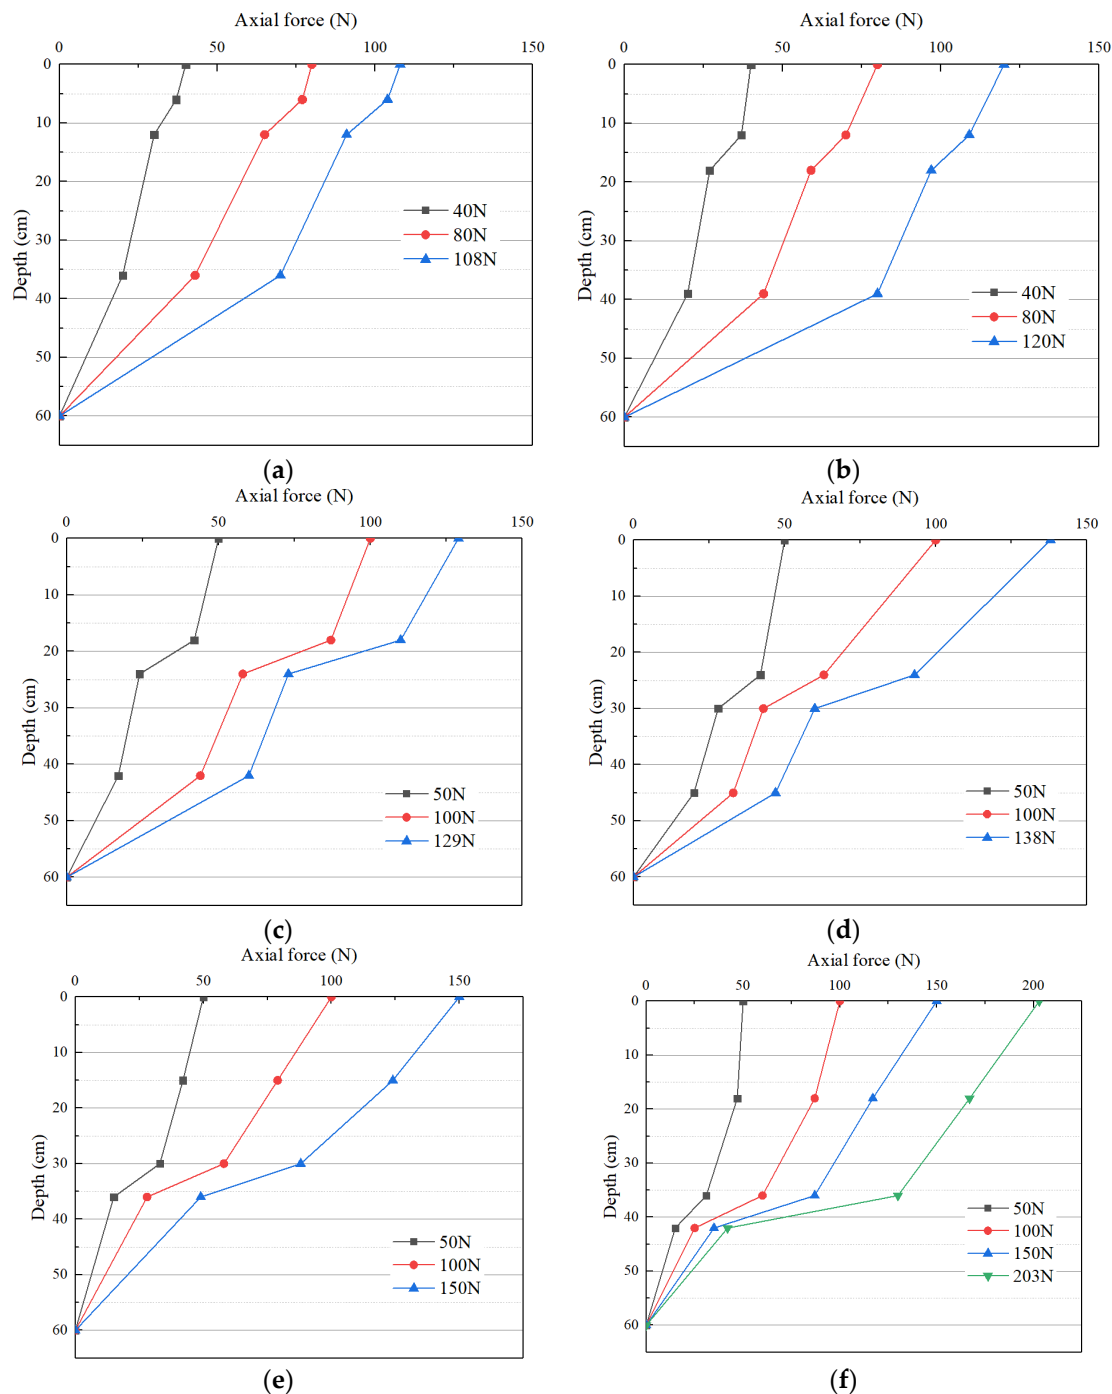 Axial force (N)
0 50 100 150
0
10
20
30
40
50
60
Depth (cm)
40N
80N
108N
(a)
Axial force (N)
0 50 100 150
0
10
20
30
40
50
60
Depth (cm)
40N
80N
120N
(b)
Axial force (N)
0 50 100 150
0
10
20
30
40
50
60
Depth (cm)
50N
100N
129N
(c)
Axial force (N)
0 50 100 150
0
10
20
30
40
50
60
Depth (cm)
50N
100N
138N
(d)
Axial force (N)
0 50 100 150
0
10
20
30
40
50
60
Depth (cm)
50N
100N
150N
(e)
Axial force (N)
0 50 100 150 200
0
10
20
30
40
50
60
Depth (cm)
50N
100N
150N
203N
(f)